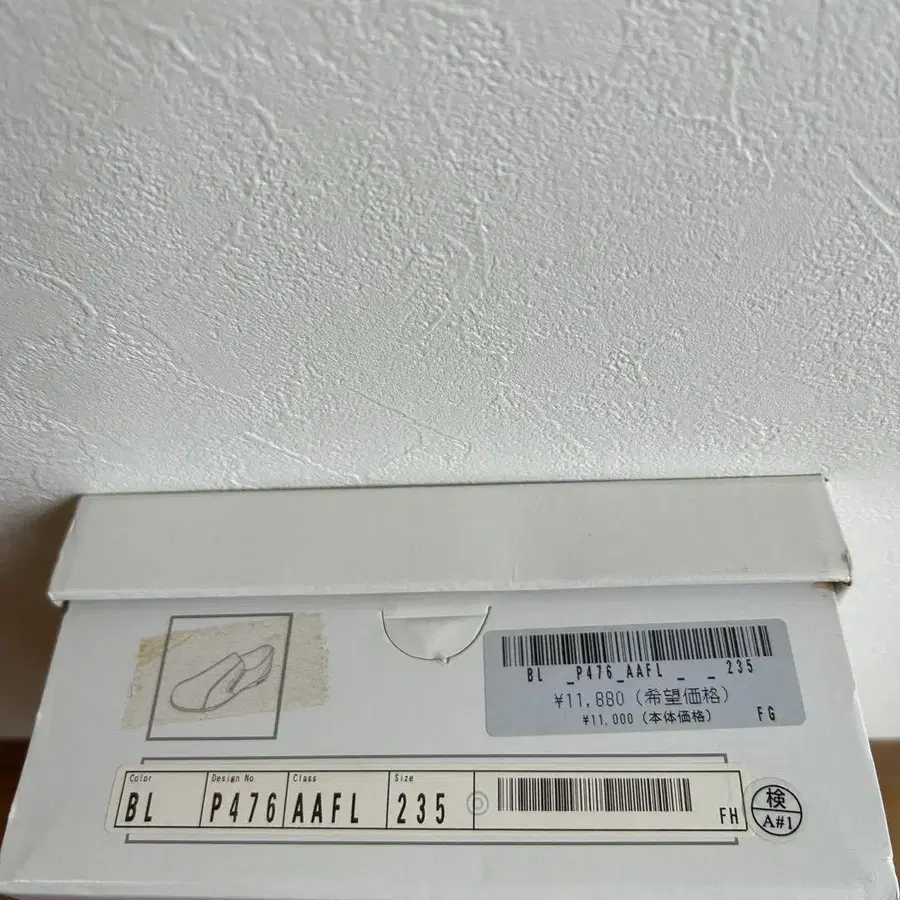 BL _P476_AAFL _ _ 235
¥11,880 (希望価格)
¥11,000 (本体価格) FG
Color Design No. Class Size
BL P476 AAFL 235 FH
検
A#1